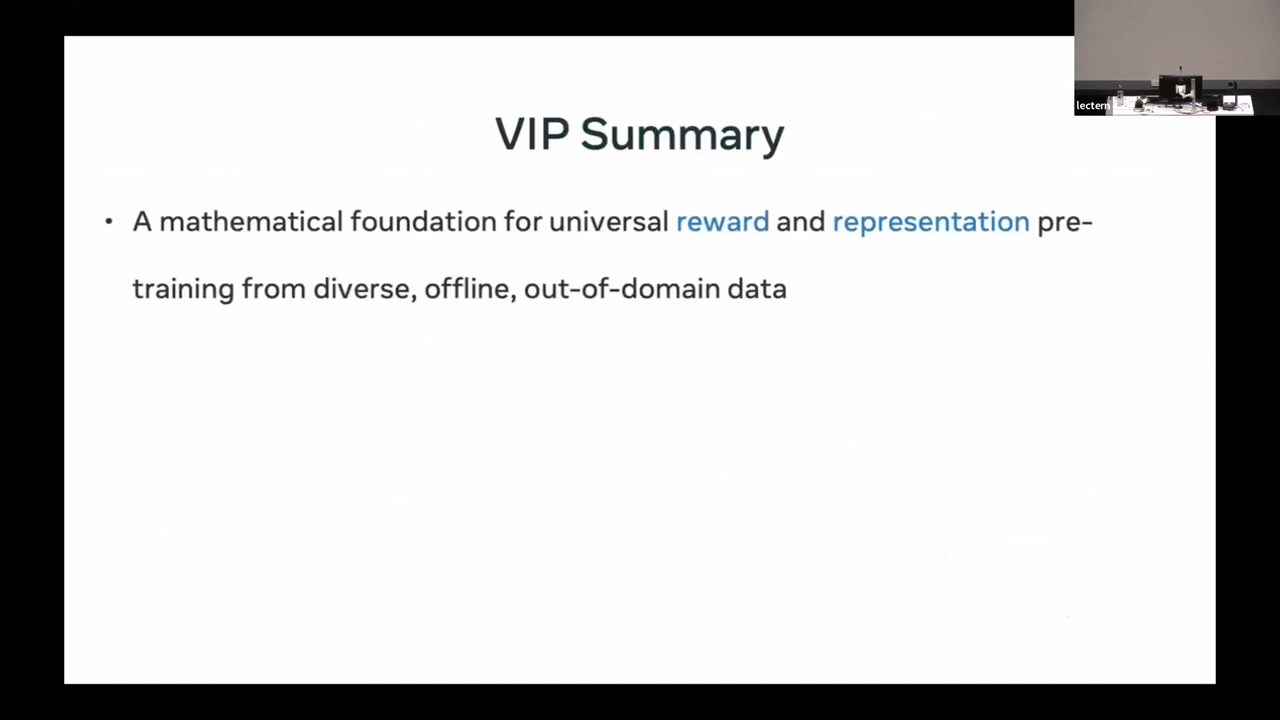 lectern
VIP Summary
• A mathematical foundation for universal reward and representation pre-
training from diverse, offline, out-of-domain data